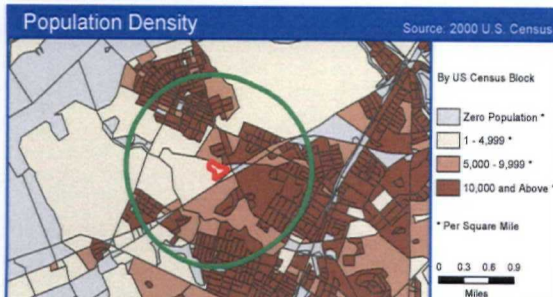 Population Density
Source: 2000 U.S. Census
By US Census Block
Zero Population *
1 - 4,999 *
5,000 - 9,999 *
10,000 and Above *
* Per Square Mile
0 0.3 0.6 0.9
Miles